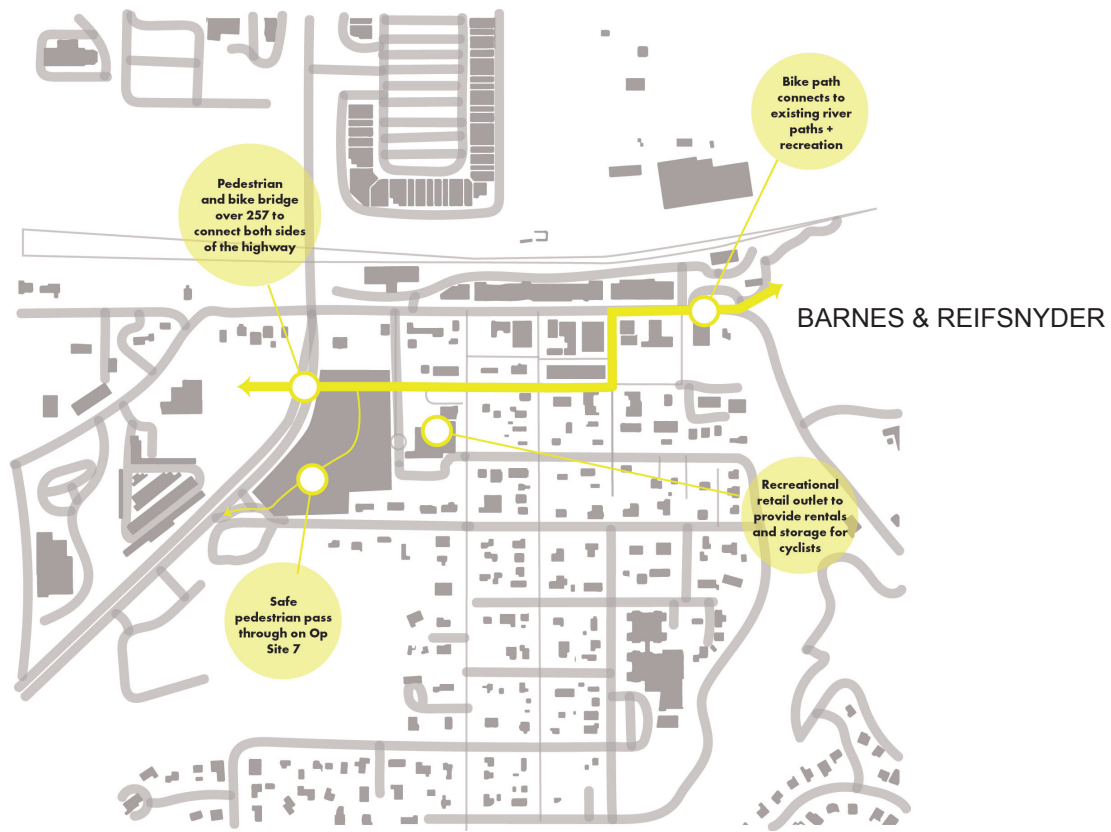 Bike path
connects to
existing river
paths +
recreation
Pedestrian
and bike bridge
over 257 to
connect both sides
of the highway
BARNES & REIFSNYDER
Recreational
retail outlet to
provide rentals
and storage for
cyclists
Safe
pedestrian pass
through on Op
Site 7